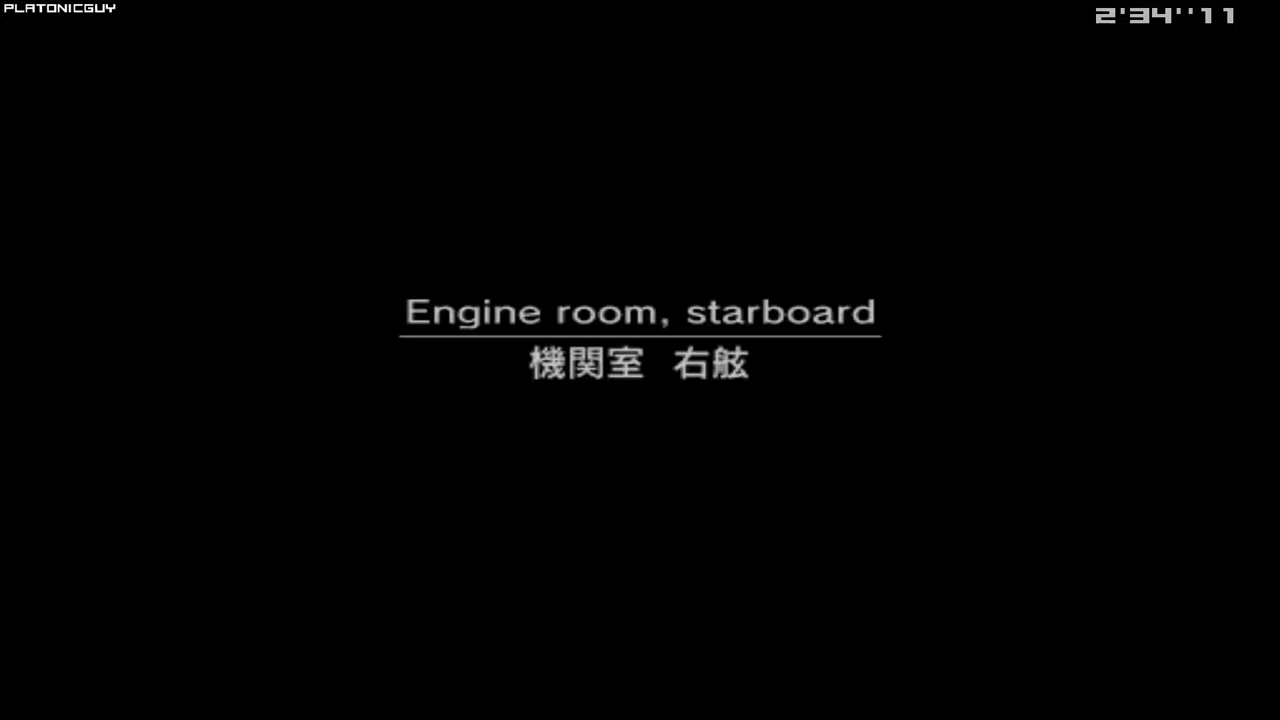 PLATONICGUY
2'34''11
Engine room, starboard
機関室 右舷